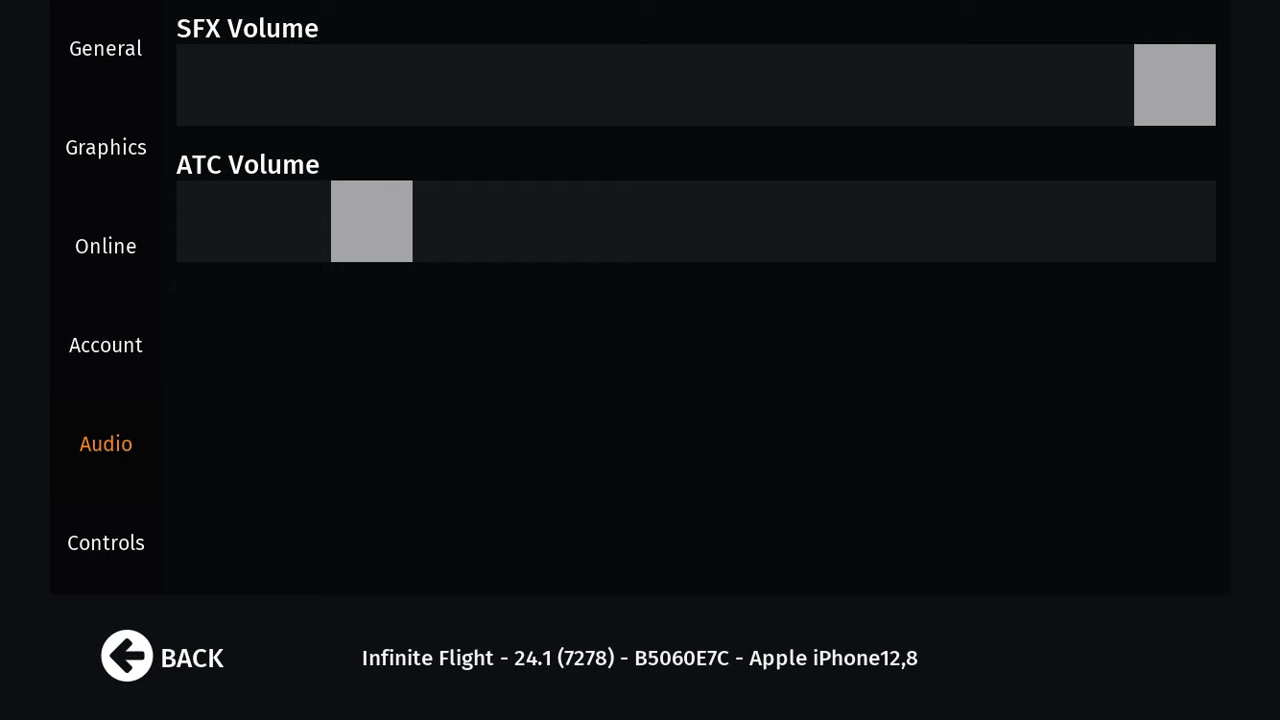 SFX Volume
General
Graphics
ATC Volume
Online
Account
Audio
Controls
BACK
Infinite Flight - 24.1 (7278) - B5060E7C - Apple iPhone12,8